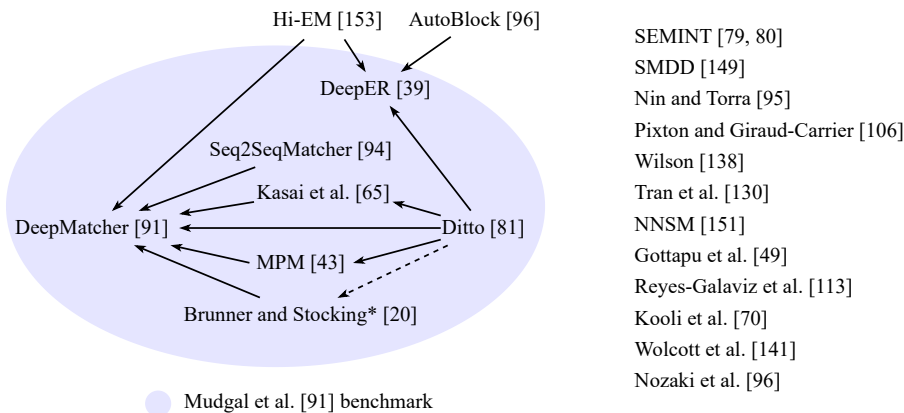 Hi-EM [153]
AutoBlock [96]
DeepER [39]
Seq2SeqMatcher [94]
Kasai et al. [65]
DeepMatcher [91]
Ditto [81]
MPM [43]
Brunner and Stocking* [20]
Mudgal et al. [91] benchmark
SEMINT [79, 80]
SMDD [149]
Nin and Torra [95]
Pixton and Giraud-Carrier [106]
Wilson [138]
Tran et al. [130]
NNSM [151]
Gottapu et al. [49]
Reyes-Galaviz et al. [113]
Kooli et al. [70]
Wolcott et al. [141]
Nozaki et al. [96]